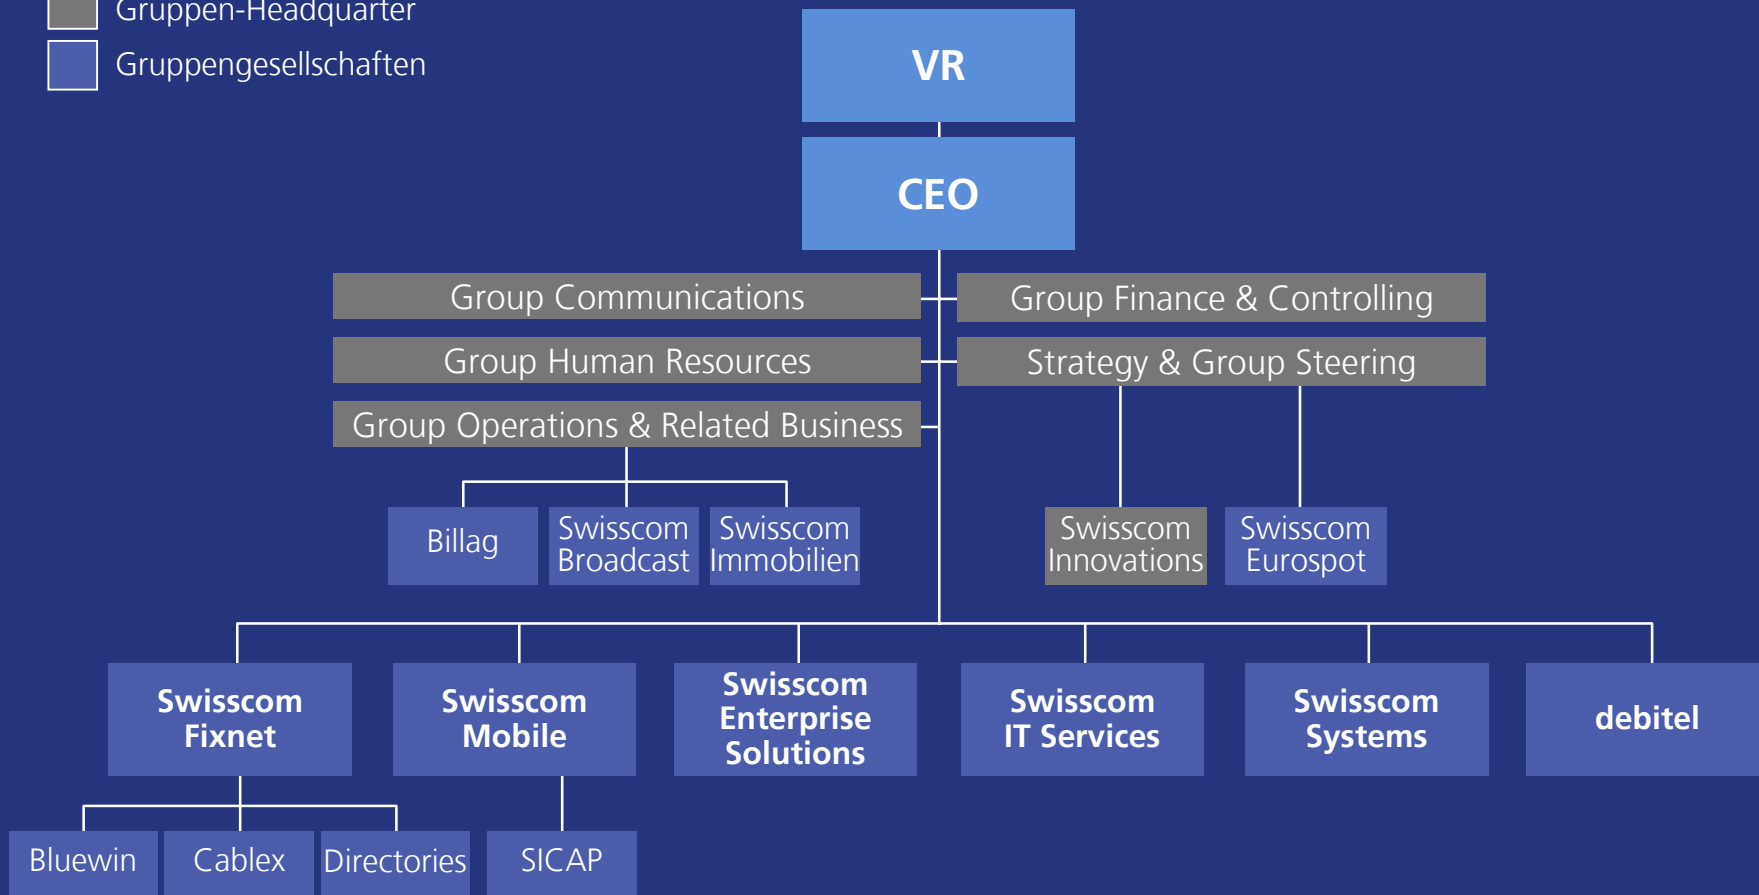 Gruppen-Headquarter
Gruppengesellschaften
VR
CEO
Group Communications
Group Finance & Controlling
Group Human Resources
Strategy & Group Steering
Group Operations & Related Business
Billag
Swisscom
Broadcast
Swisscom
Immobilien
Swisscom
Innovations
Swisscom
Eurospot
Swisscom
Fixnet
Swisscom
Mobile
Swisscom
Enterprise
Solutions
Swisscom
IT Services
Swisscom
Systems
debitel
Bluewin
Cablex
Directories
SICAP